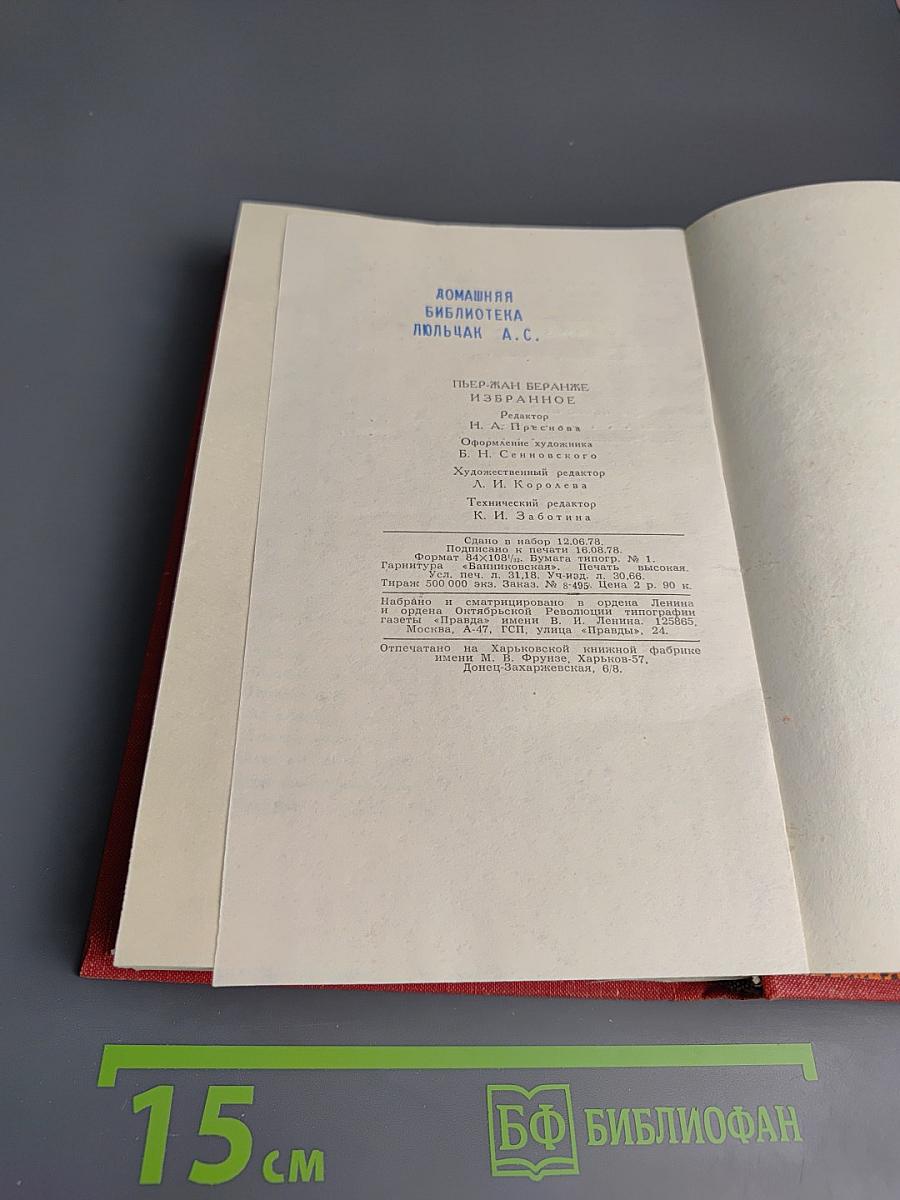 ДОМАШНЯЯ
БИБЛИОТЕКА
ЛЮЛЬЧАК А.С.
ПЬЕР-ЖАН БЕРАНЖЕ
ИЗБРАННОЕ
Редактор
Н. А. Преснова
Оформление художника
Б. Н. Сенновского
Художественный редактор
Л. И. Королева
Технический редактор
К. И. Заботина
Сдано в набор 12.06.78.
Подписано к печати 16.08.78.
Формат 84×108¹/₃₂. Бумага типогр. № 1.
Гарнитура «Банниковская». Печать высокая.
Усл. печ. л. 31,18. Уч-изд. л. 30,66.
Тираж 500 000 экз. Заказ. № 8-495. Цена 2 р. 90 к.
Набрано и сматрицировано в ордена Ленина
и ордена Октябрьской Революции типографии
газеты «Правда» имени В. И. Ленина. 125865,
Москва, А-47, ГСП, улица «Правды», 24.
Отпечатано на Харьковской книжной фабрике
имени М. В. Фрунзе, Харьков-57,
Донец-Захаржевская, 6/8.
15 см
БФ БИБЛИОФАН